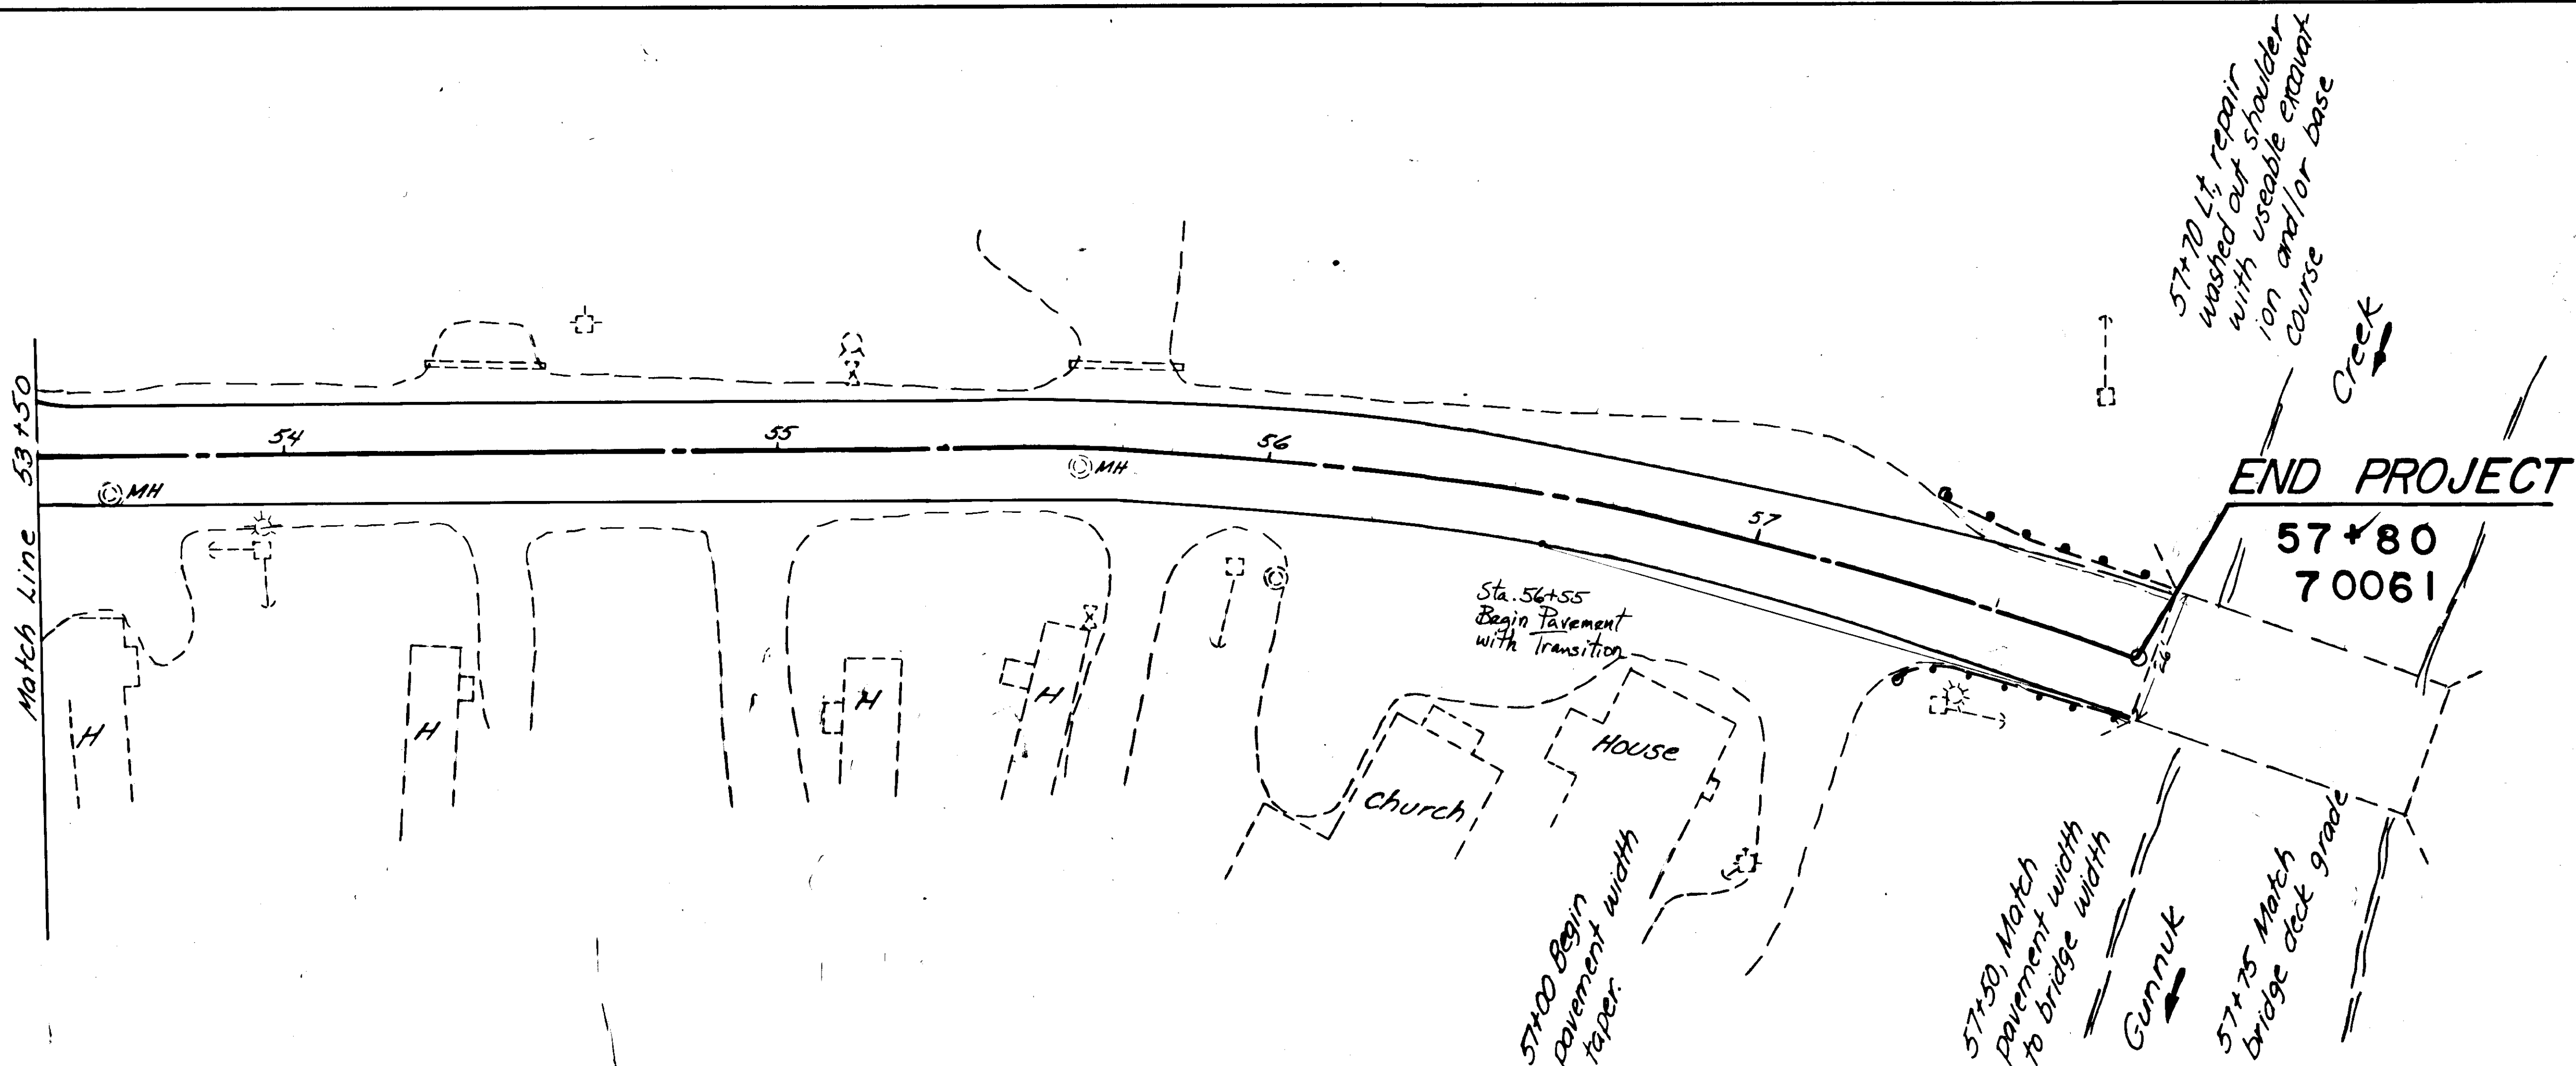 57+70 Lt, repair
washed out shoulder
with useable exavat
ion and/or base
course
Creek
Match Line 53+50
54
55
56
57
MH
MH
END PROJECT
57+80
70061
Sta. 56+55
Begin Pavement
with Transition
26
H
H
H
H
Church
House
57+00 Begin
pavement width
taper.
57+50, Match
pavement width
to bridge width
Gunnuk
57+75 Match
bridge deck grade